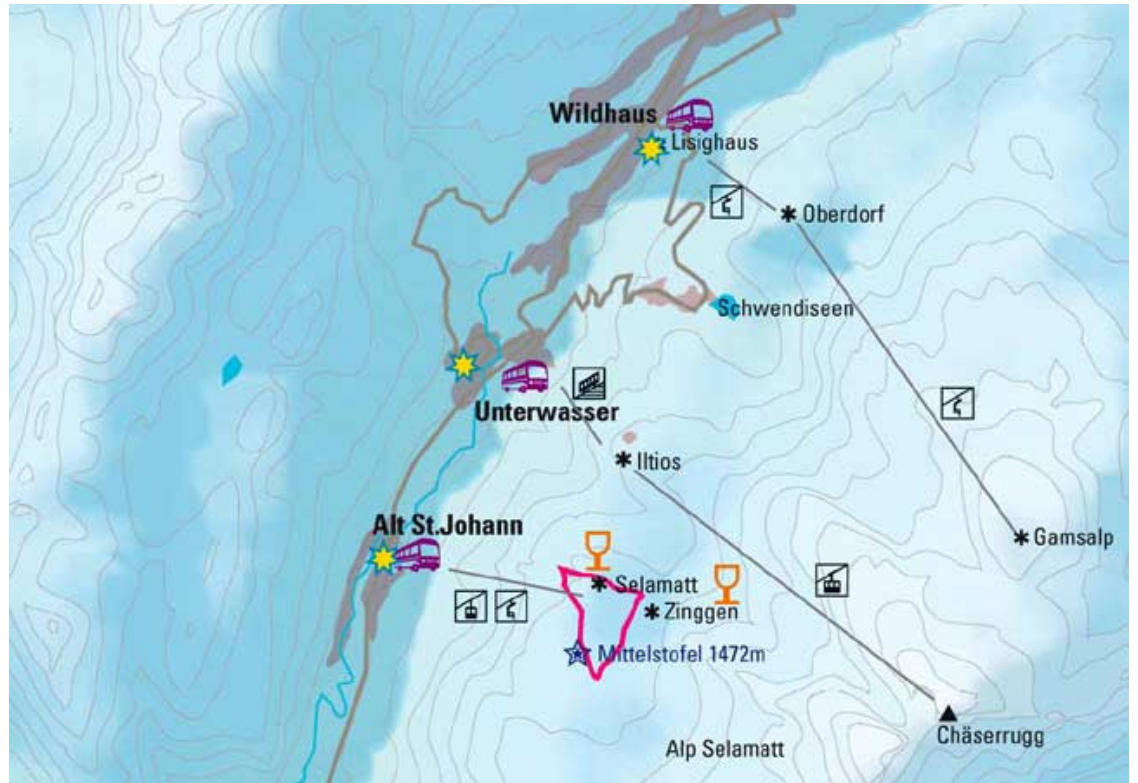 Wildhaus
Lisighaus
Oberdorf
Schwendiseen
Unterwasser
Iltios
Alt St.Johann
Gamsalp
Selamatt
Zinggen
Mittelstofel 1472m
Chäserrugg
Alp Selamatt